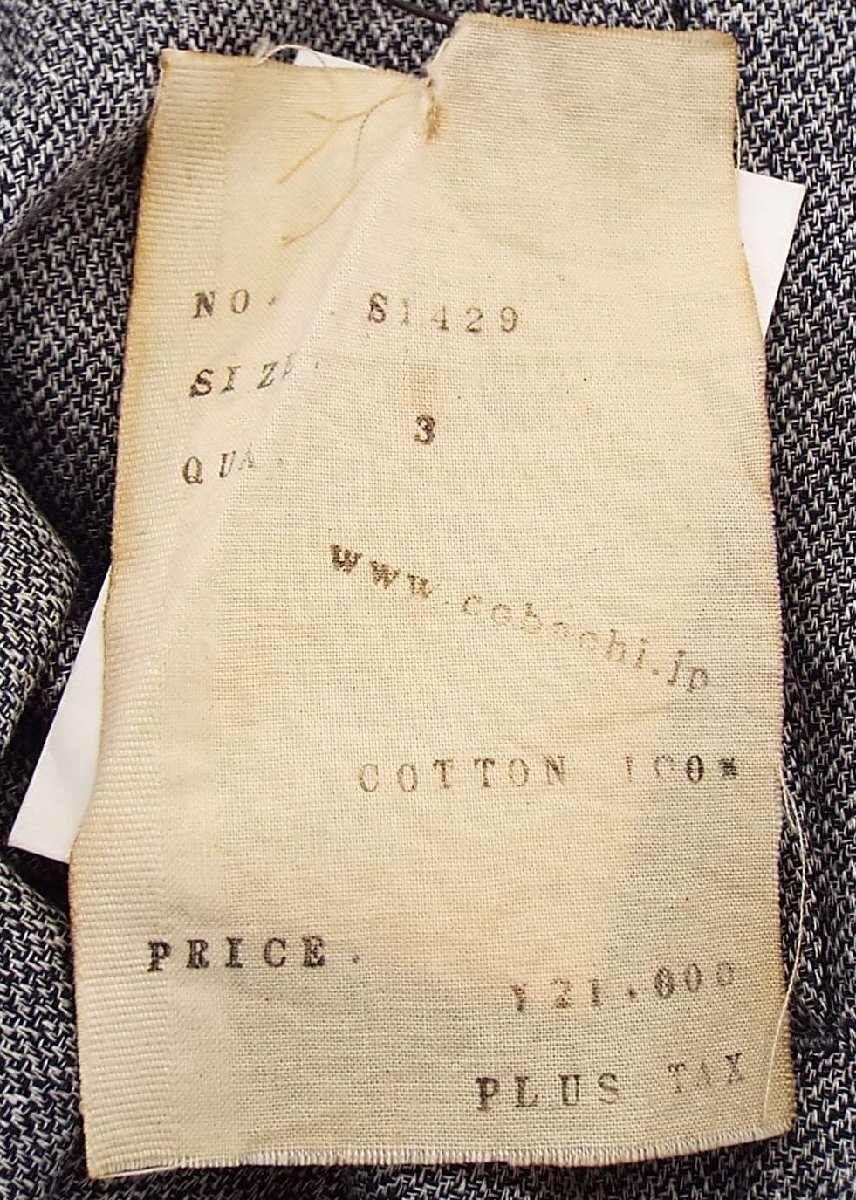 NO. S1429
SIZE.
3
QUA.
www.cobochi.jp
COTTON 100%
PRICE.
¥21.000
PLUS TAX